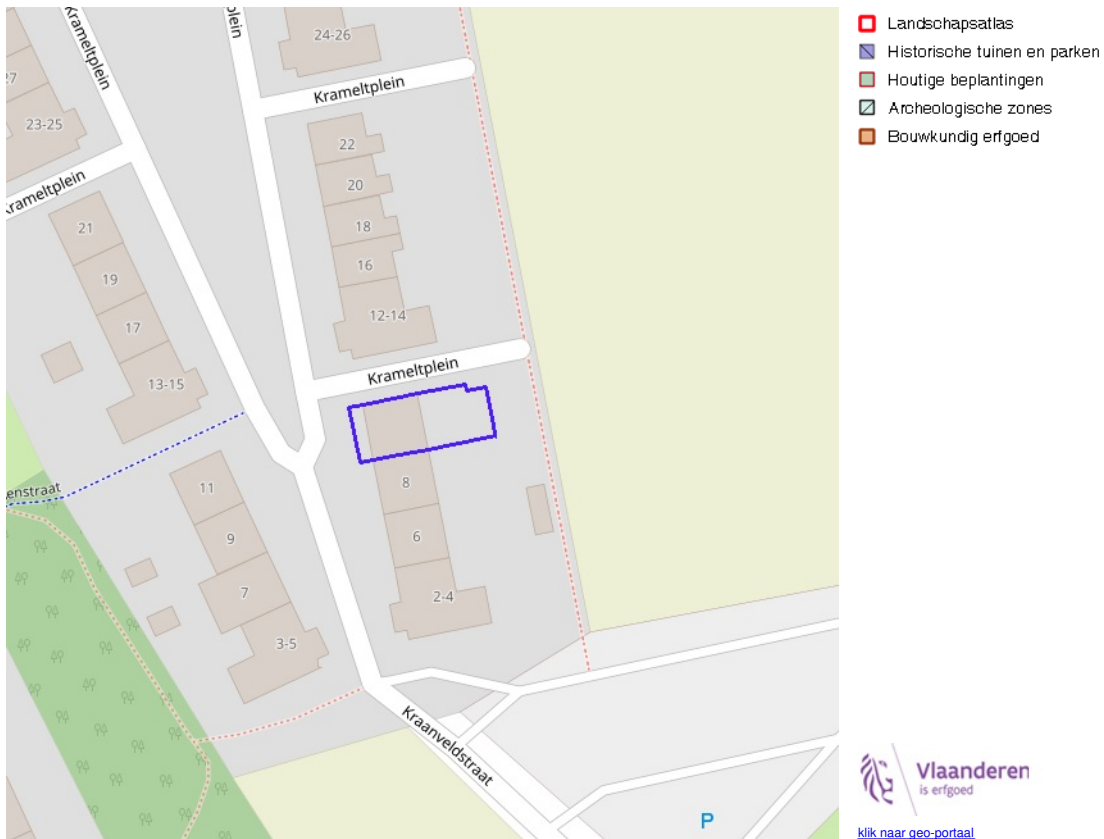 Krameltplein
plein
24-26
27
23-25
Krameltplein
22
20
18
16
12-14
Krameltplein
21
19
17
13-15
Krameltplein
enstraat
11
9
7
3-5
8
6
2-4
Kraanveldstraat
P
Landschapsatlas
Historische tuinen en parken
Houtige beplantingen
Archeologische zones
Bouwkundig erfgoed
Vlaanderen
is erfgoed
klik naar geo-portaal